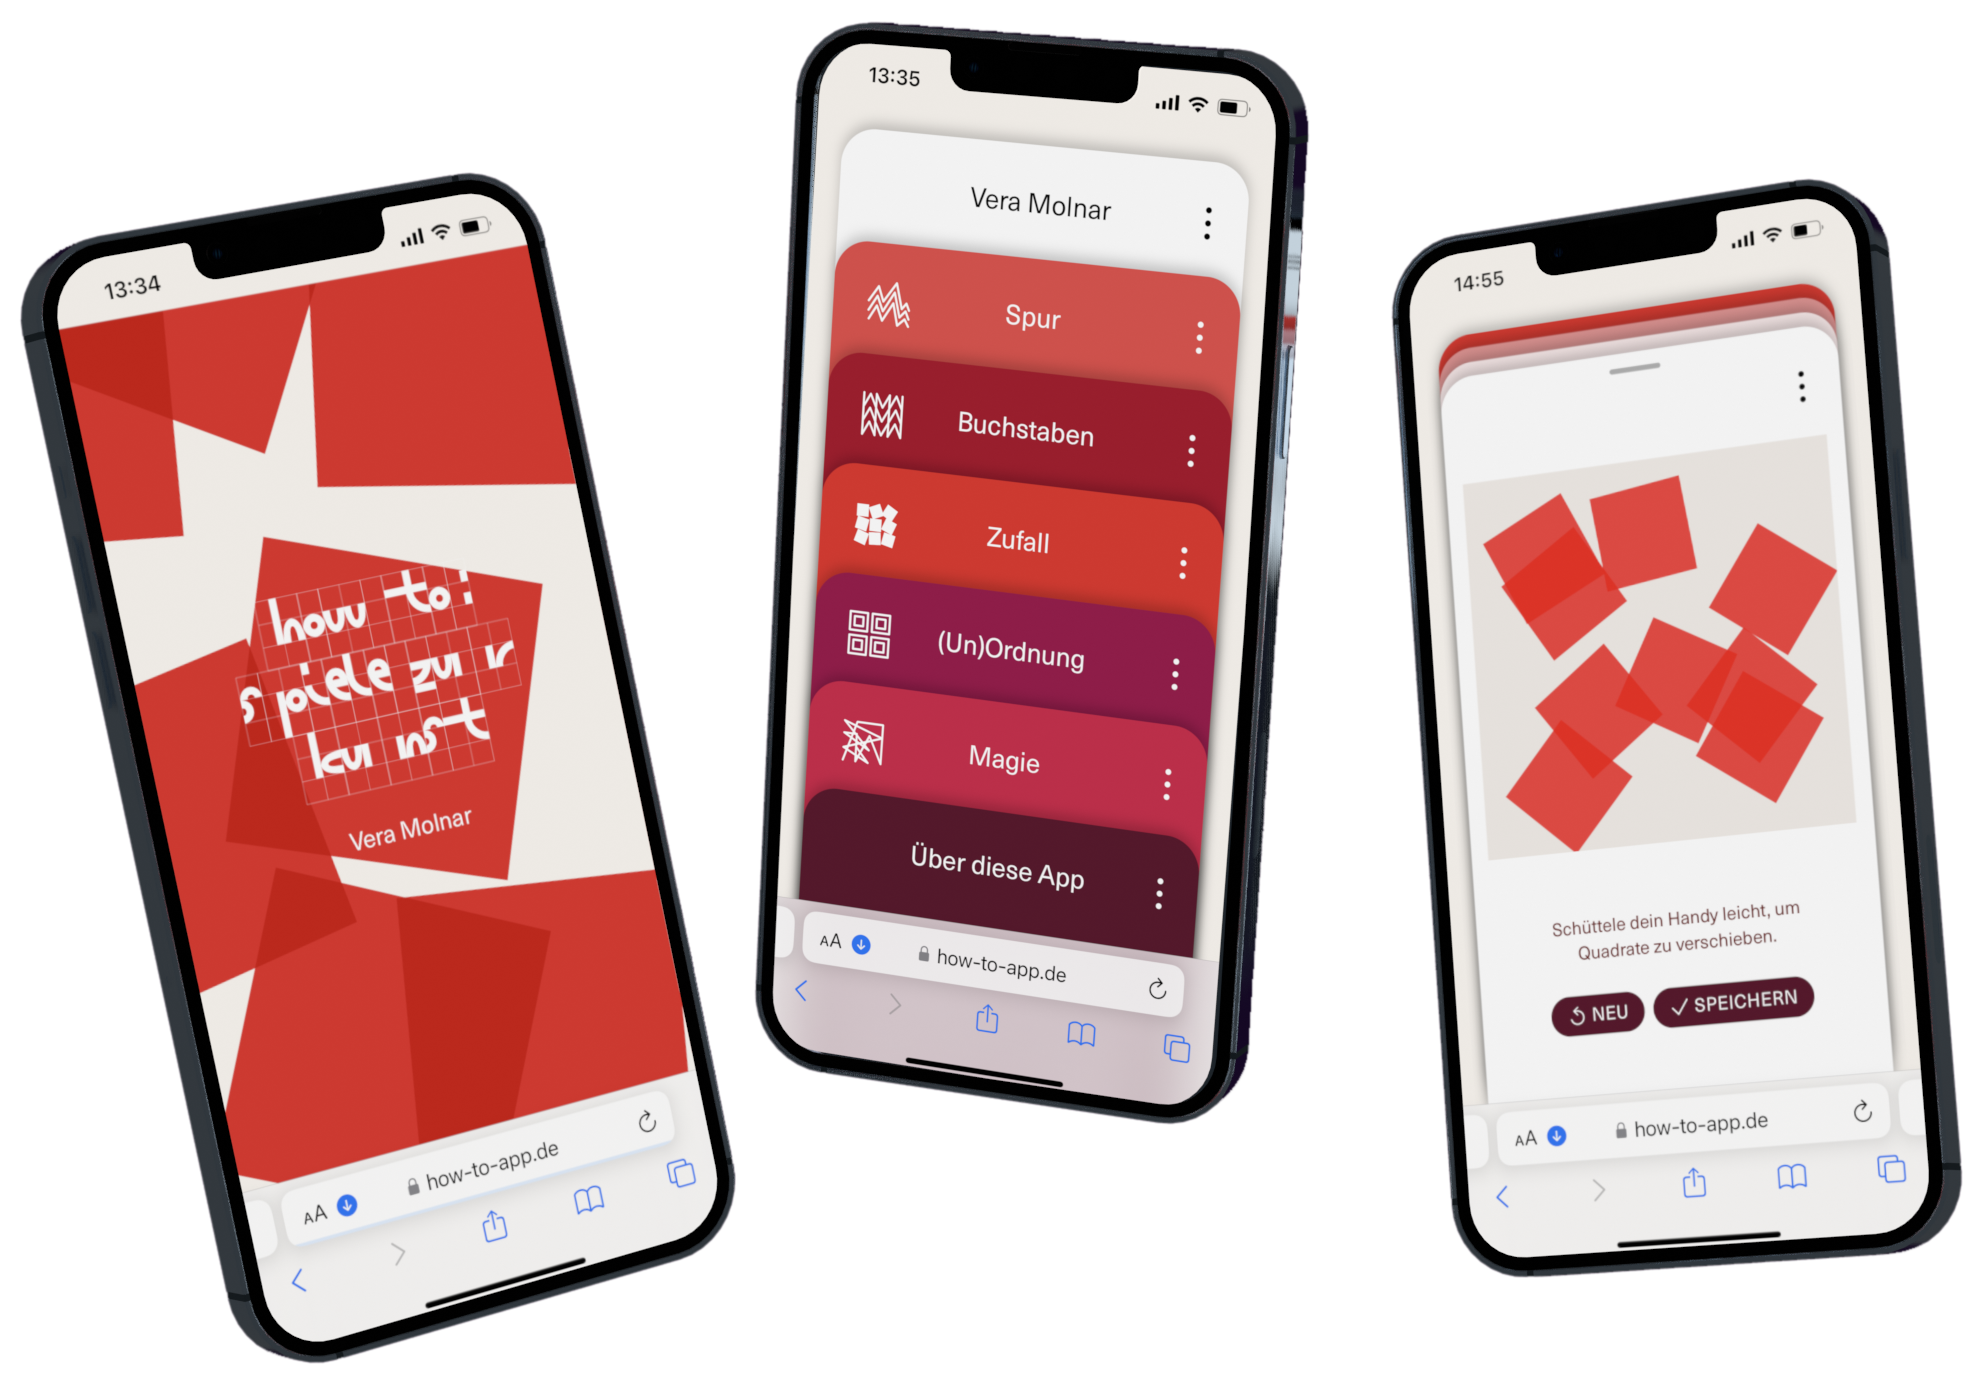 13:34
how to:
spiele zur
kunst
Vera Molnar
AA how-to-app.de
13:35
Vera Molnar
Spur
Buchstaben
Zufall
(Un)Ordnung
Magie
Über diese App
AA how-to-app.de
14:55
Schüttele dein Handy leicht, um
Quadrate zu verschieben.
NEU SPEICHERN
AA how-to-app.de